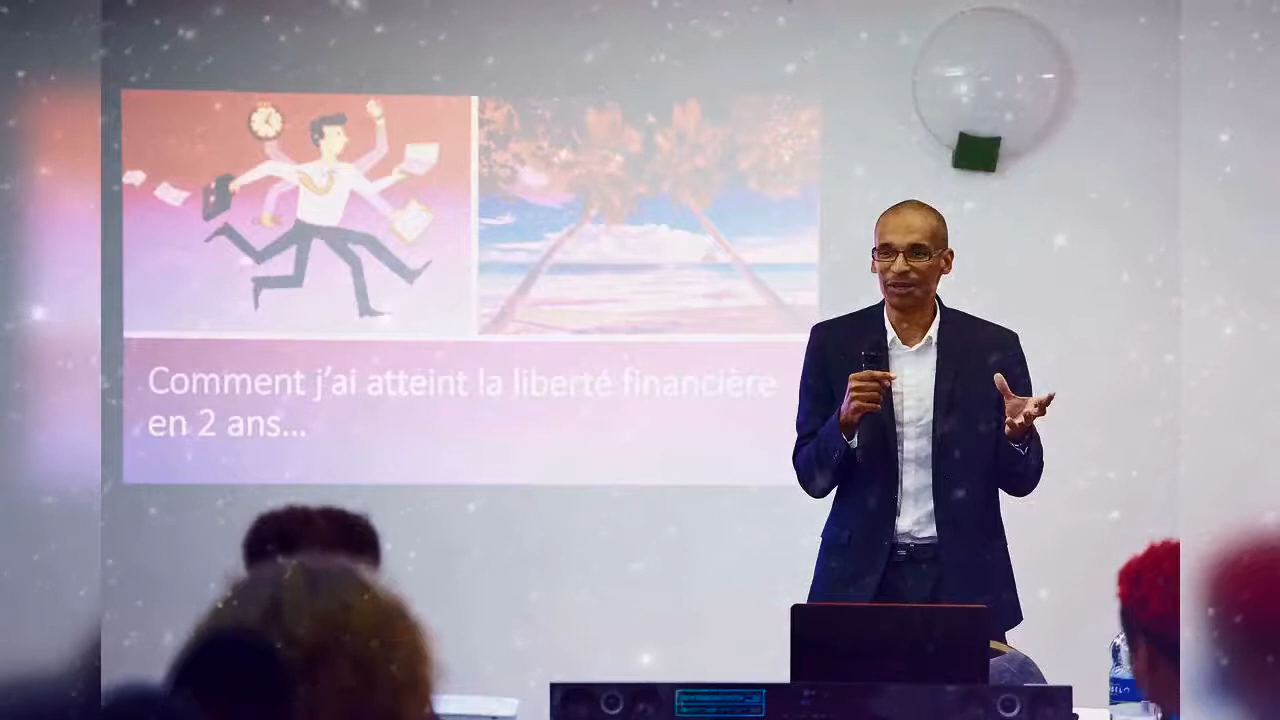 Comment j'ai atteint la liberté financière
en 2 ans...